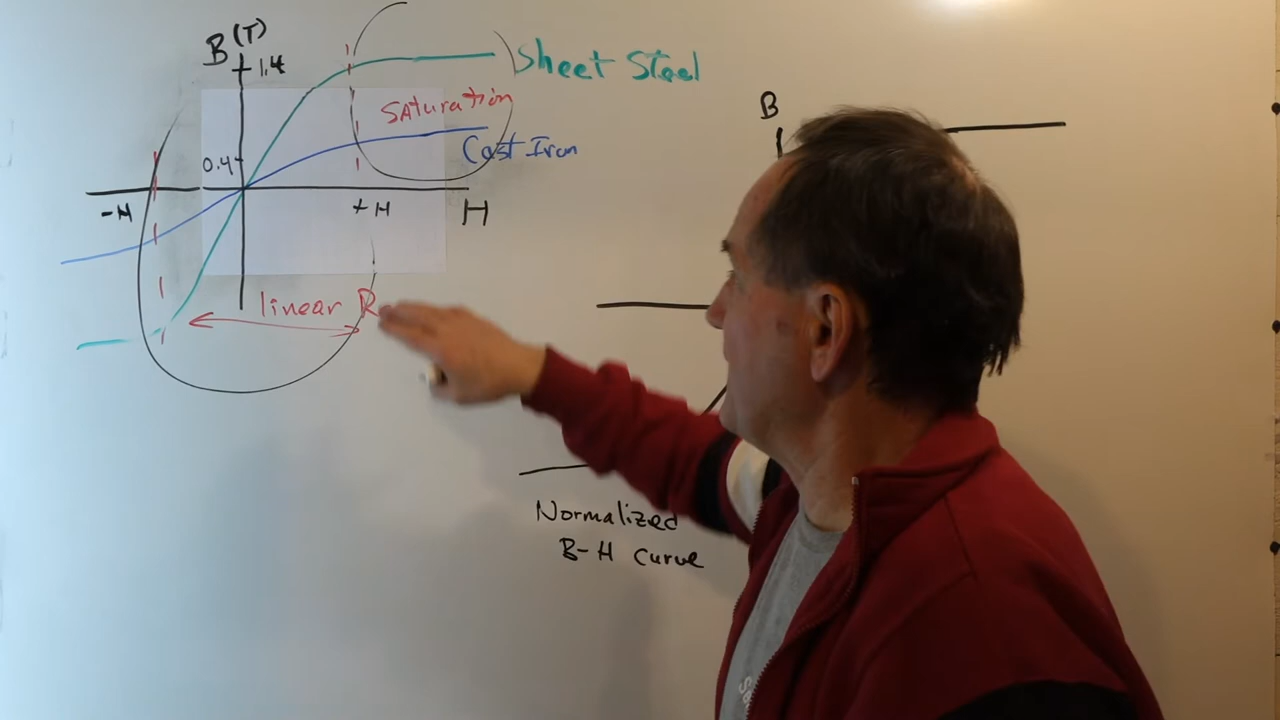 B (T)
1.4
Sheet Steel
SAturation
B
Cast Iron
0.4
-H
+H
H
linear R
Normalized
B-H curve